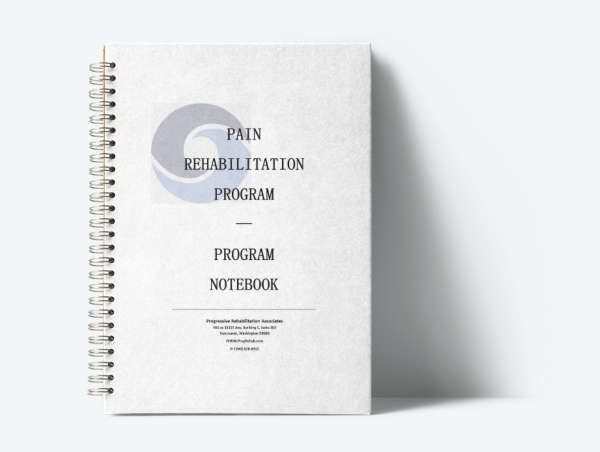 PAIN
REHABILITATION
PROGRAM
—
PROGRAM
NOTEBOOK
Progressive Rehabilitation Associates
Vancouver, Washington